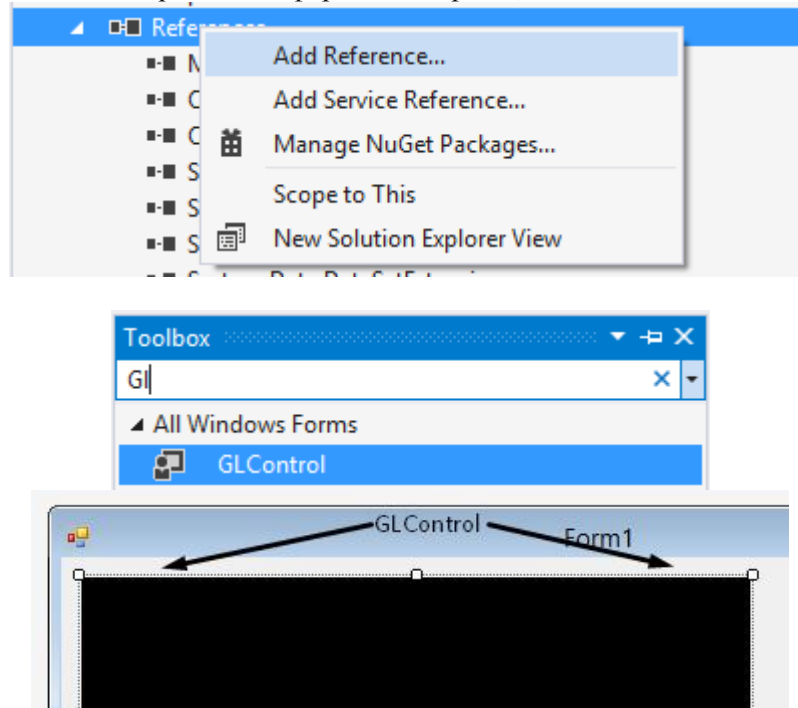 Add Reference...
Add Service Reference...
Manage NuGet Packages...
Scope to This
New Solution Explorer View
Toolbox
Gl
All Windows Forms
GLControl
GLControl
Form1